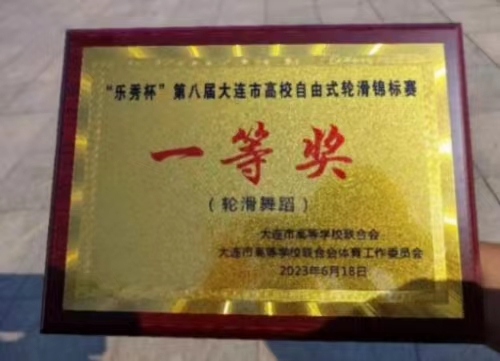 “乐秀杯”第八届大连市高校自由式轮滑锦标赛
一等奖
（轮滑舞蹈）
大连市高等学校联合会
大连市高等学校联合会体育工作委员会
2023年6月18日